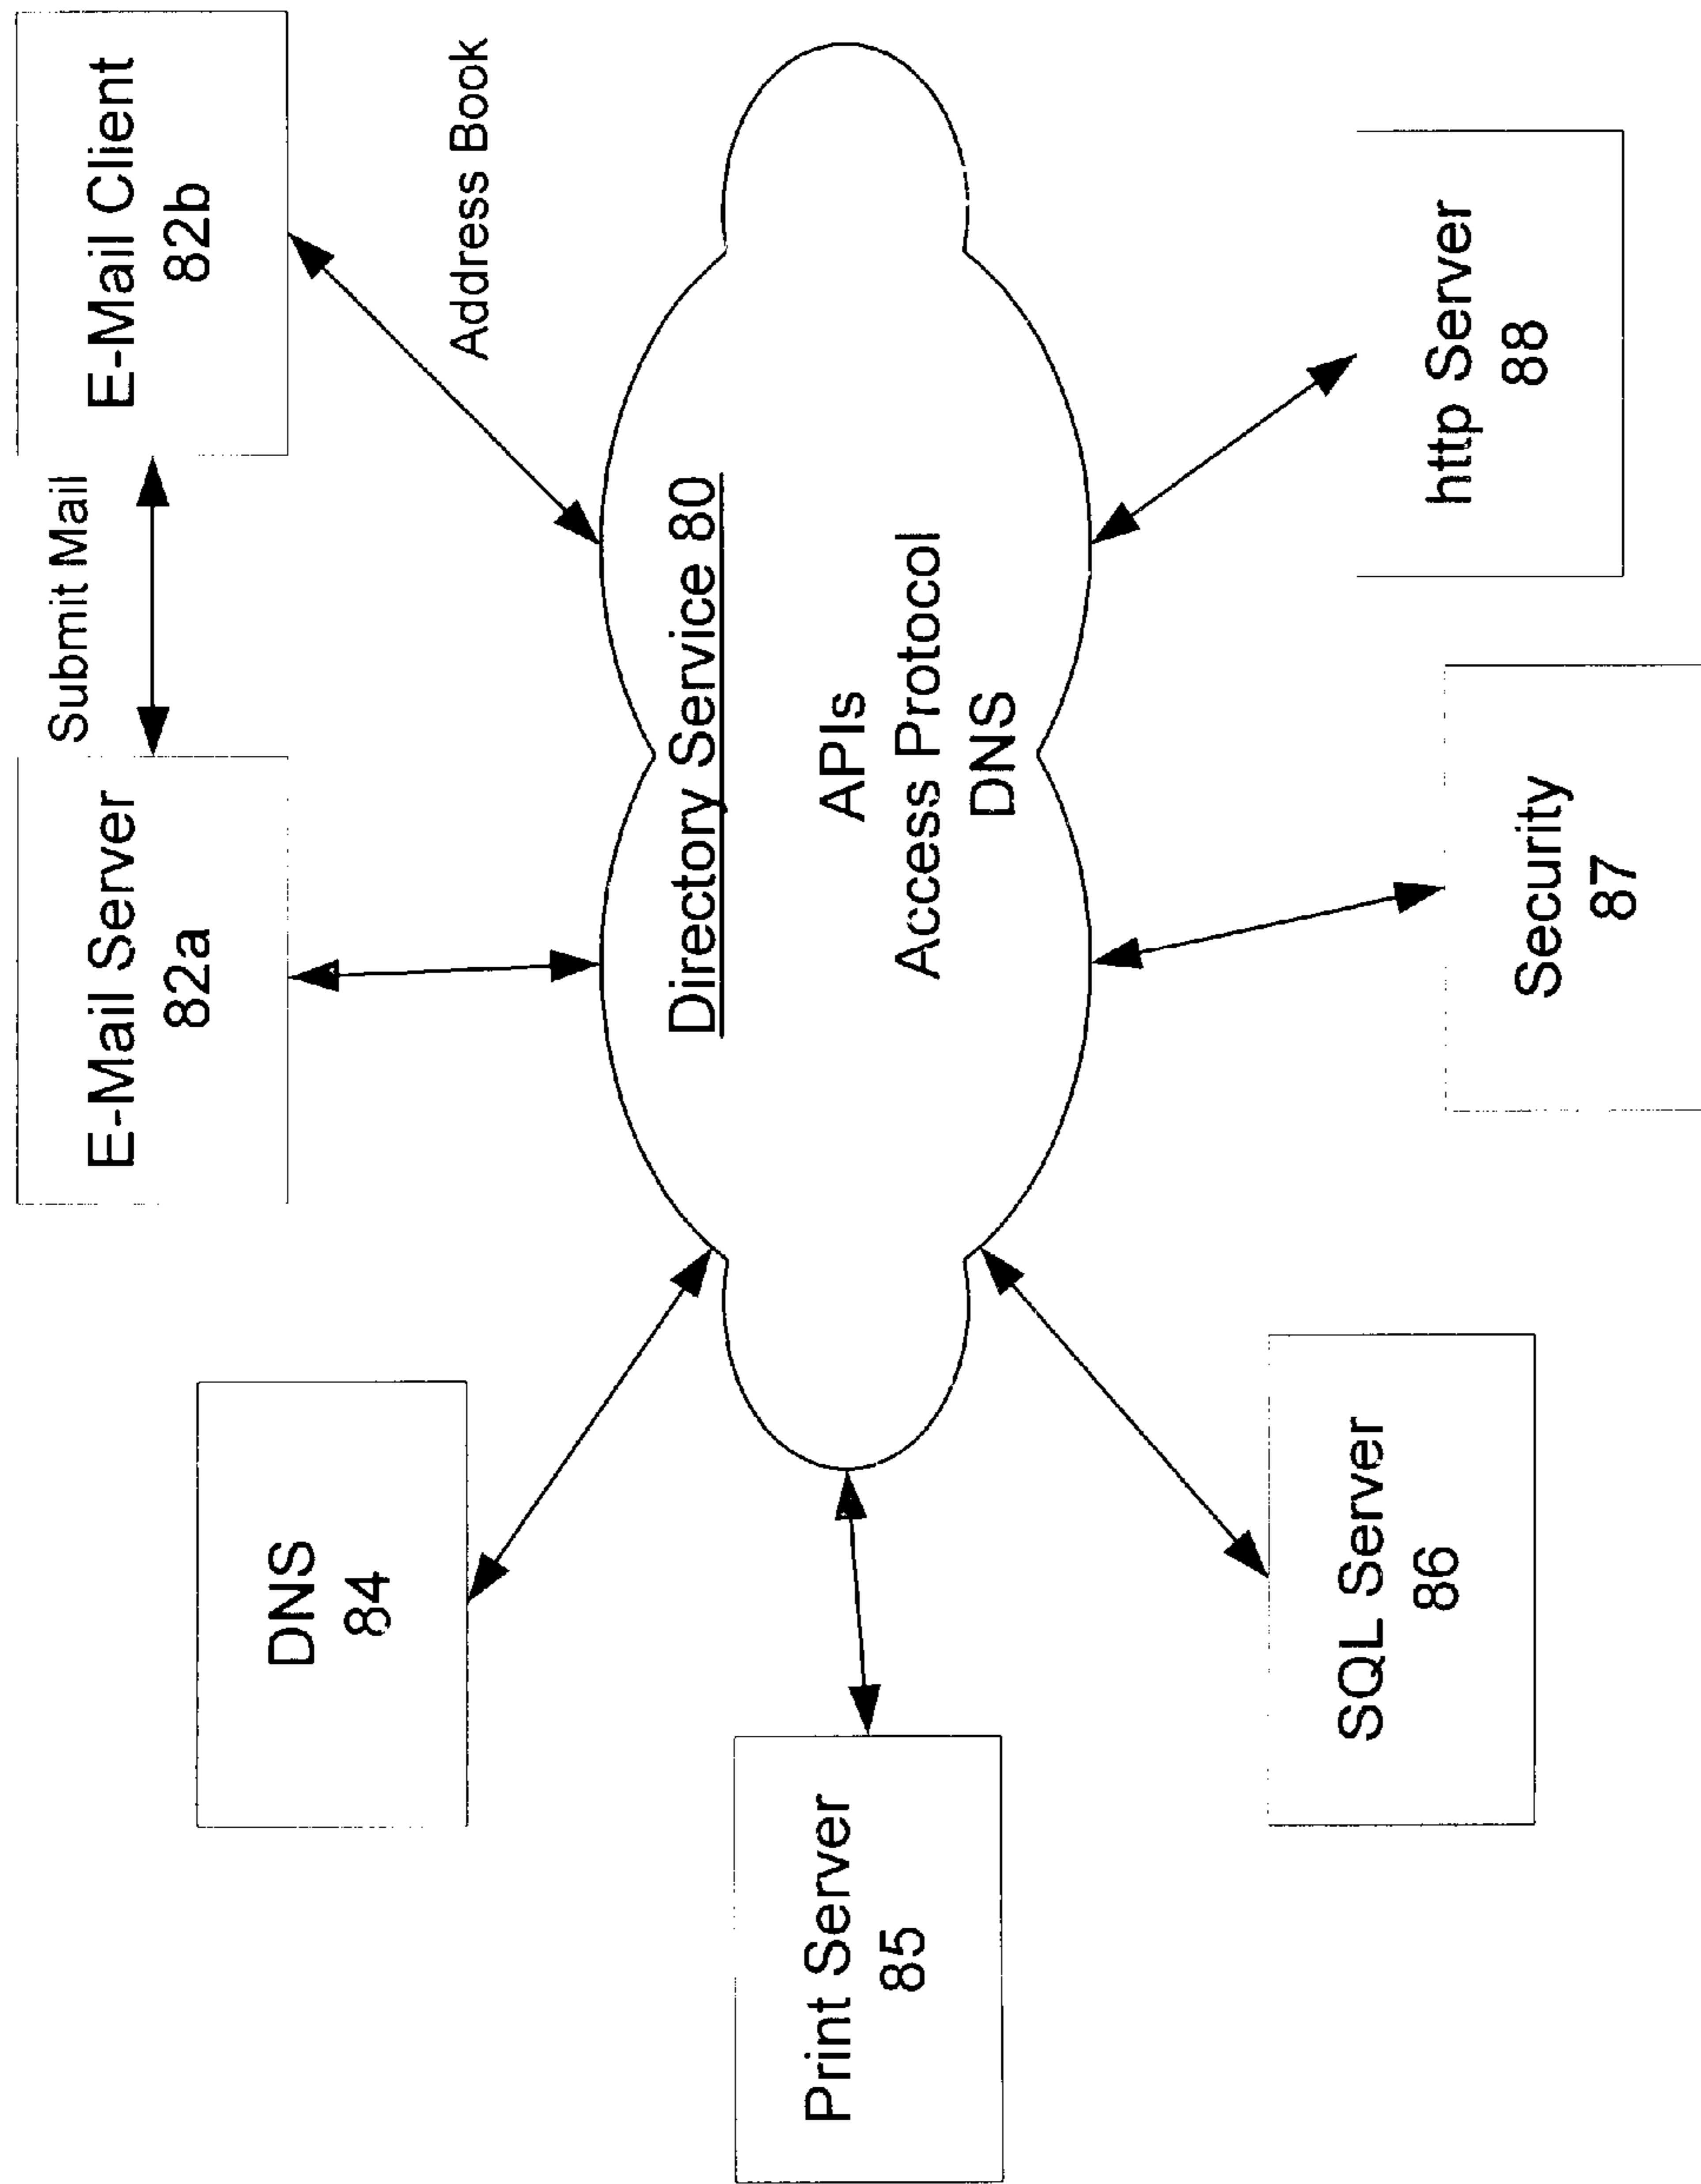 E-Mail Server
82a
Submit Mail
E-Mail Client
82b
Address Book
DNS
84
Directory Service 80
APIs
Access Protocol
DNS
Print Server
85
SQL Server
86
Security
87
http Server
88